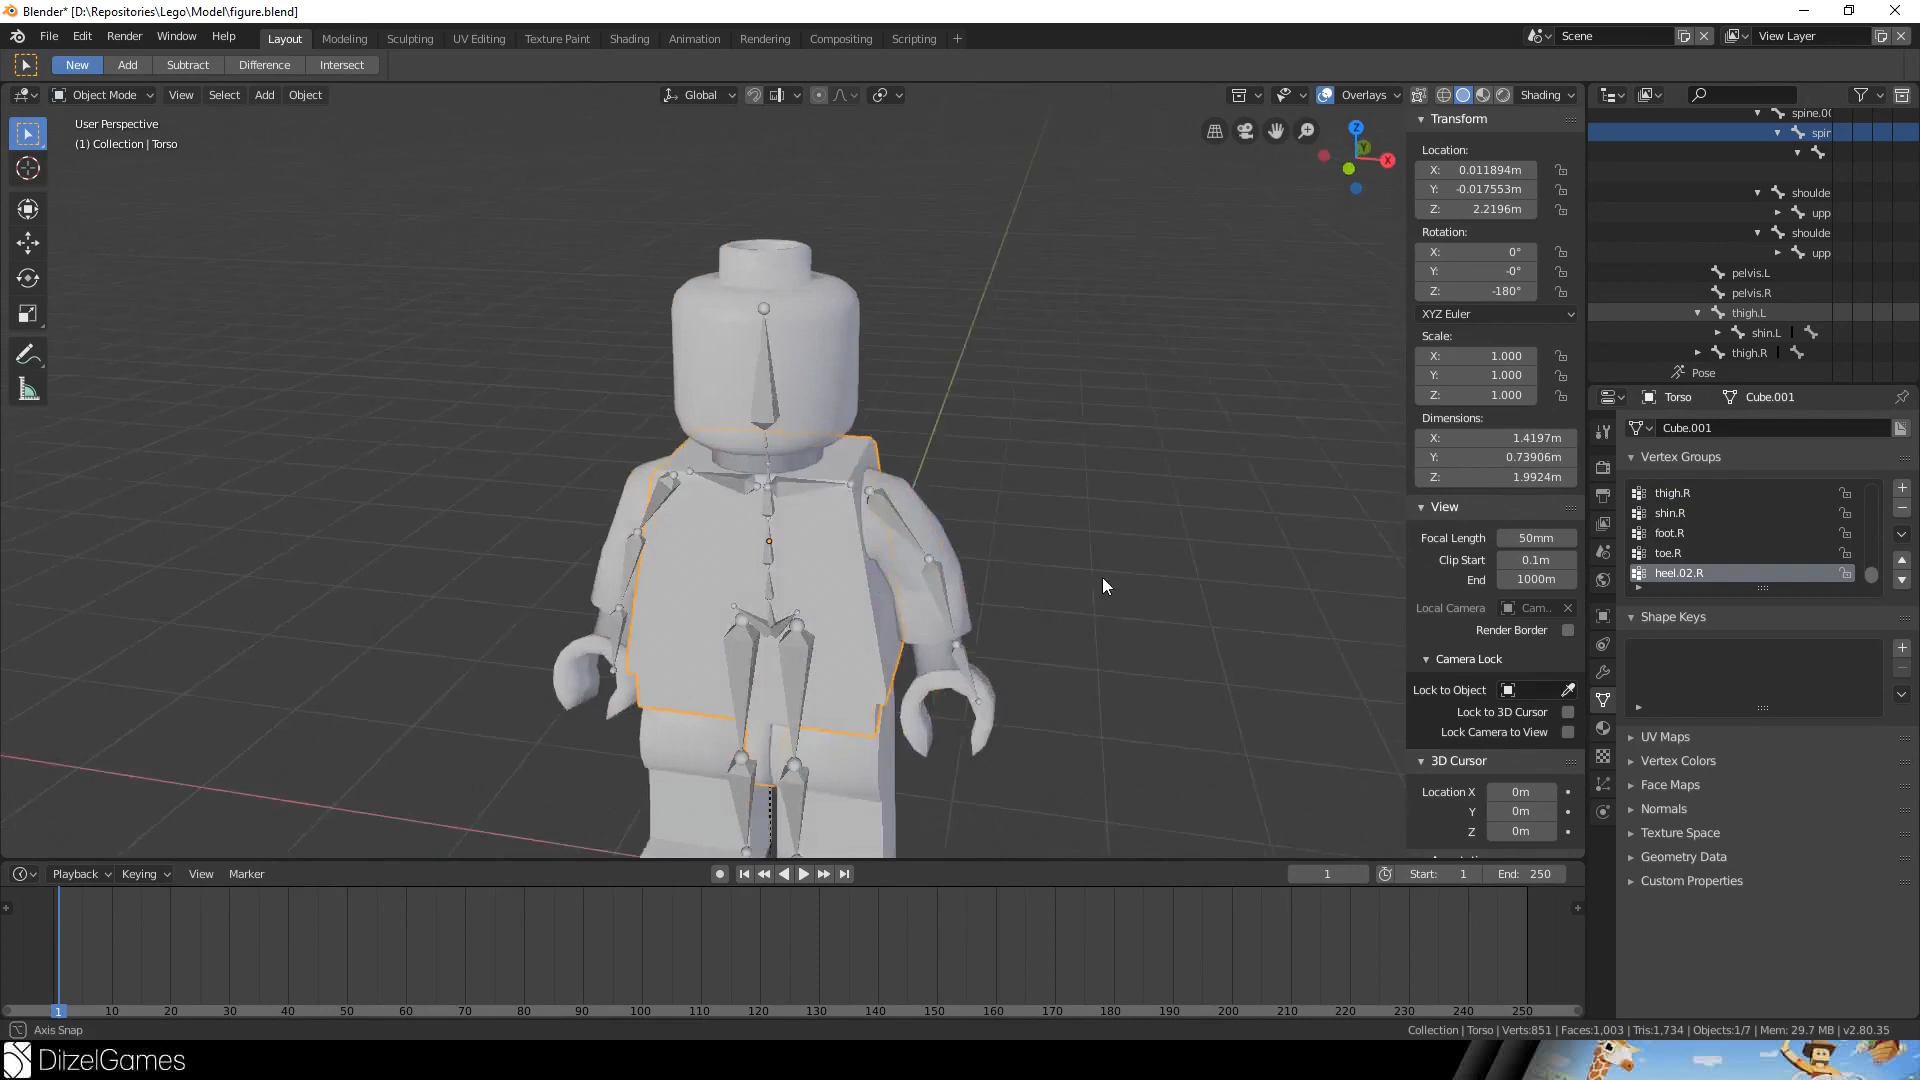 Blender* [D:\Repositories\Lego\Model\figure.blend]
File Edit Render Window Help Layout Modeling Sculpting UV Editing Texture Paint Shading Animation Rendering Compositing Scripting + Scene View Layer
New Add Subtract Difference Intersect
Object Mode View Select Add Object Global Overlays Shading
User Perspective
(1) Collection | Torso
Z
Y
X
Transform
Location:
X: 0.011894m
Y: -0.017553m
Z: 2.2196m
Rotation:
X: 0°
Y: -0°
Z: -180°
XYZ Euler
Scale:
X: 1.000
Y: 1.000
Z: 1.000
Dimensions:
X: 1.4197m
Y: 0.73906m
Z: 1.9924m
View
Focal Length 50mm
Clip Start 0.1m
End 1000m
Local Camera Cam..
Render Border
Camera Lock
Lock to Object
Lock to 3D Cursor
Lock Camera to View
3D Cursor
Location X 0m
Y 0m
Z 0m
spine.00
spir
shoulde
upp
shoulde
upp
pelvis.L
pelvis.R
thigh.L
shin.L
thigh.R
Pose
Torso Cube.001
Cube.001
Vertex Groups
thigh.R
shin.R
foot.R
toe.R
heel.02.R
Shape Keys
UV Maps
Vertex Colors
Face Maps
Normals
Texture Space
Geometry Data
Custom Properties
Playback Keying View Marker 1 Start: 1 End: 250
1 10 20 30 40 50 60 70 80 90 100 110 120 130 140 150 160 170 180 190 200 210 220 230 240 250
Axis Snap Collection | Torso | Verts:851 | Faces:1,003 | Tris:1,734 | Objects:1/7 | Mem: 29.7 MB | v2.80.35
DitzelGames